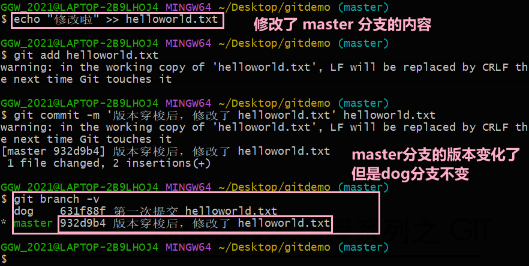 GGW_2021@LAPTOP-2B9LHOJ4 MINGW64 ~/Desktop/gitdemo (master)
$ echo "修改啦" >> helloworld.txt
修改了 master 分支的内容
GGW_2021@LAPTOP-2B9LHOJ4 MINGW64 ~/Desktop/gitdemo (master)
$ git add helloworld.txt
warning: in the working copy of 'helloworld.txt', LF will be replaced by CRLF th
e next time Git touches it
GGW_2021@LAPTOP-2B9LHOJ4 MINGW64 ~/Desktop/gitdemo (master)
$ git commit -m '版本穿梭后，修改了 helloworld.txt' helloworld.txt
warning: in the working copy of 'helloworld.txt', LF will be replaced by CRLF th
e next time Git touches it
[master 932d9b4] 版本穿梭后，修改了 helloworld.txt
1 file changed, 2 insertions(+)
master分支的版本变化了
但是dog分支不变
GGW_2021@LAPTOP-2B9LHOJ4 MINGW64 ~/Desktop/gitdemo (master)
$ git branch -v
dog 631f88f 第一次提交 helloworld.txt
* master 932d9b4 版本穿梭后，修改了 helloworld.txt
GGW_2021@LAPTOP-2B9LHOJ4 MINGW64 ~/Desktop/gitdemo (master)
$